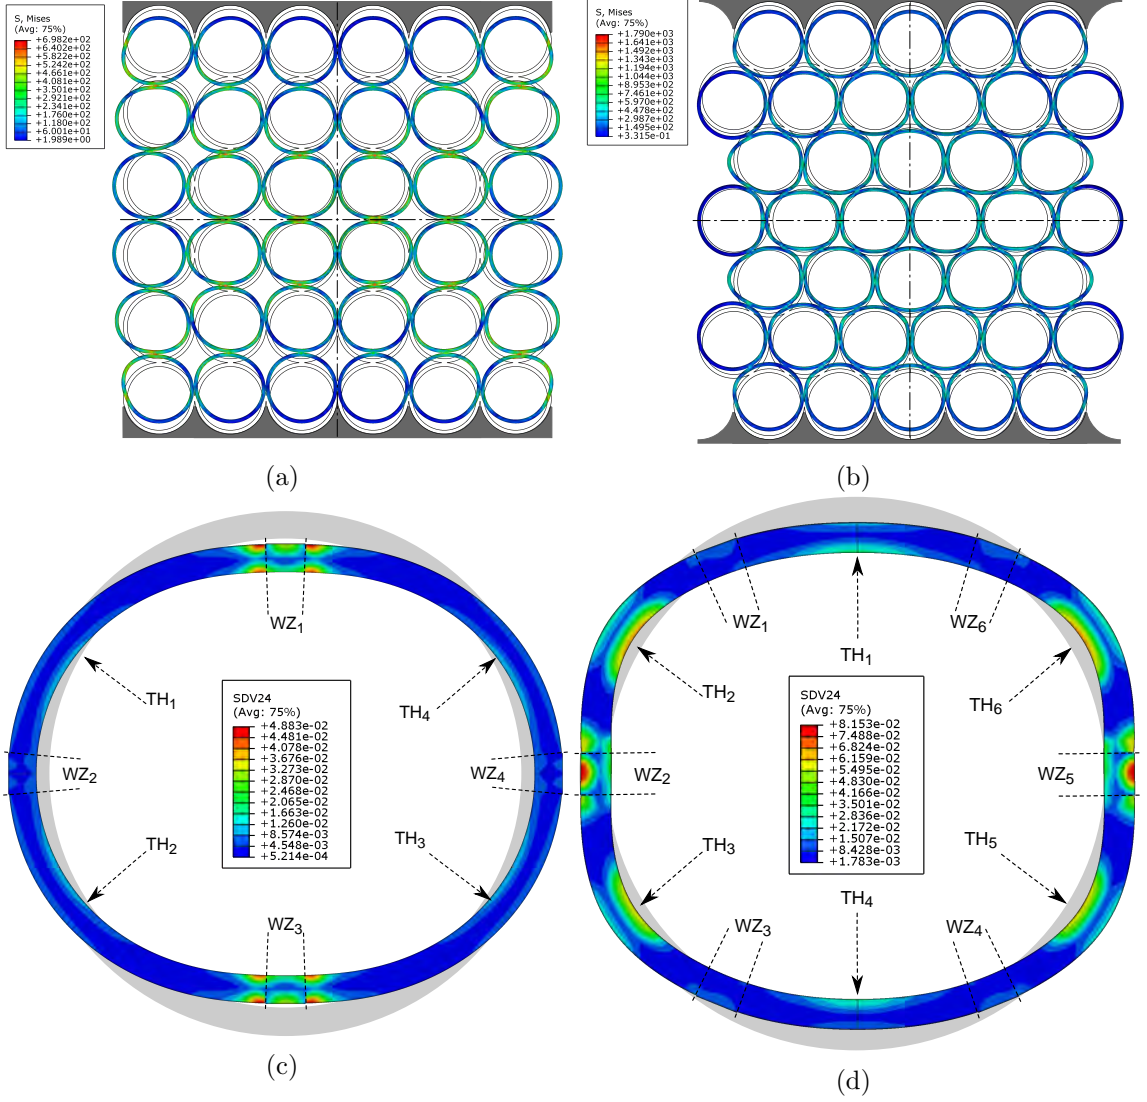 S, Mises
(Avg: 75%)
+6.982e+02
+6.402e+02
+5.822e+02
+5.242e+02
+4.661e+02
+4.081e+02
+3.501e+02
+2.921e+02
+2.341e+02
+1.760e+02
+1.180e+02
+6.001e+01
+1.989e+00
(a)
S, Mises
(Avg: 75%)
+1.790e+03
+1.641e+03
+1.492e+03
+1.343e+03
+1.194e+03
+1.044e+03
+8.953e+02
+7.461e+02
+5.970e+02
+4.478e+02
+2.987e+02
+1.495e+02
+3.315e-01
(b)
WZ1
TH1
TH4
SDV24
(Avg: 75%)
+4.883e-02
+4.481e-02
+4.078e-02
+3.676e-02
+3.273e-02
+2.870e-02
+2.468e-02
+2.065e-02
+1.663e-02
+1.260e-02
+8.574e-03
+4.548e-03
+5.214e-04
WZ2
WZ4
TH2
TH3
WZ3
(c)
WZ1
WZ6
TH1
TH2
TH6
SDV24
(Avg: 75%)
+8.153e-02
+7.488e-02
+6.824e-02
+6.159e-02
+5.495e-02
+4.830e-02
+4.166e-02
+3.501e-02
+2.836e-02
+2.172e-02
+1.507e-02
+8.428e-03
+1.783e-03
WZ2
WZ5
TH3
TH5
TH4
WZ3
WZ4
(d)